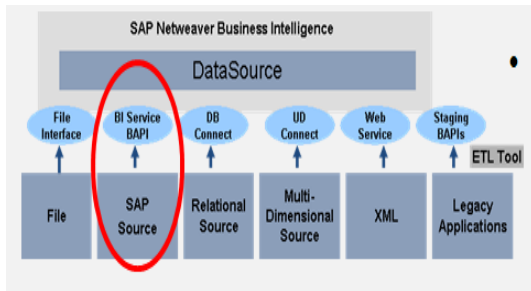 SAP Netweaver Business Intelligence
DataSource
File
Interface
BI Service
BAPI
DB
Connect
UD
Connect
Web
Service
Staging
BAPIs
ETL Tool
File
SAP
Source
Relational
Source
Multi-
Dimensional
Source
XML
Legacy
Applications